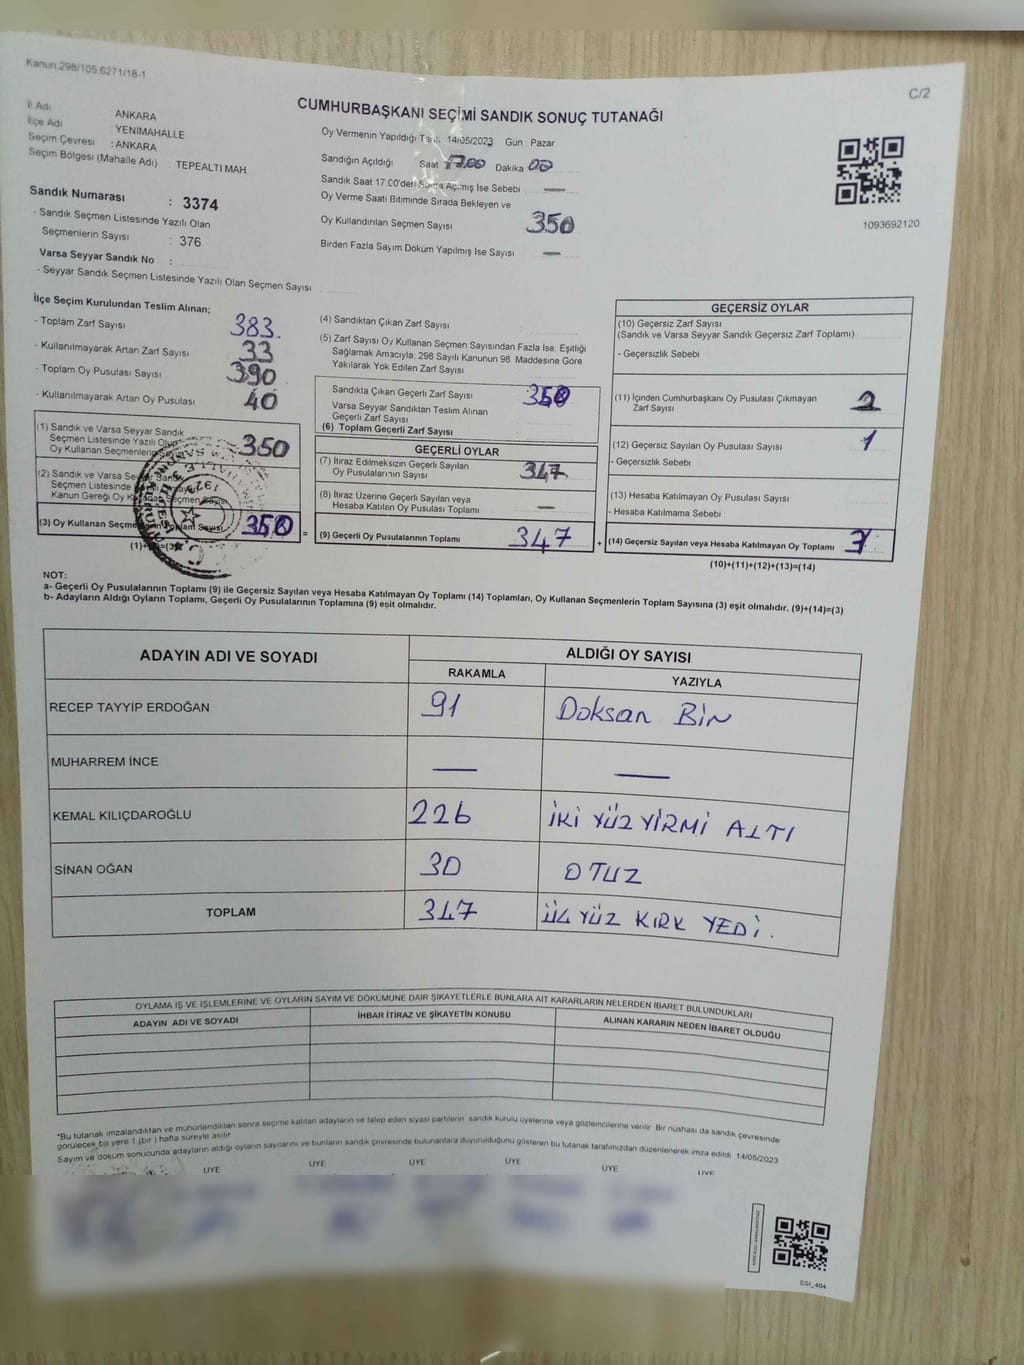 Kanun 298/105,6271/18-1
C/2
CUMHURBAŞKANI SEÇİMİ SANDIK SONUÇ TUTANAĞI
İl Adı : ANKARA
İlçe Adı : YENİMAHALLE
Seçim Çevresi : ANKARA
Seçim Bölgesi (Mahalle Adı) : TEPEALTI MAH.
Sandık Numarası : 3374
- Sandık Seçmen Listesinde Yazılı Olan
Seçmenlerin Sayısı : 376
Varsa Seyyar Sandık No :
- Seyyar Sandık Seçmen Listesinde Yazılı Olan Seçmen Sayısı
Oy Vermenin Yapıldığı 14/05/2023 Gün : Pazar
Sandığın Açıldığı Saat 17.00 Dakika 00
Sandık Saat 17.00'den Sonra Açmış İse Sebebi —
Oy Verme Saati Bitiminde Sırada Bekleyen ve
Oy Kullandırılan Seçmen Sayısı 350
Birden Fazla Sayım Döküm Yapılmış İse Sayısı —
1093692120
İlçe Seçim Kurulundan Teslim Alınan;
- Toplam Zarf Sayısı 383
- Kullanılmayarak Artan Zarf Sayısı 33
- Toplam Oy Pusulası Sayısı 390
- Kullanılmayarak Artan Oy Pusulası 40
(1) Sandık ve Varsa Seyyar Sandık
Seçmen Listesinde Yazılı Olup
Oy Kullanan Seçmenlerin 350
(2) Sandık ve Varsa Seyyar Sandık
Seçmen Listesinde
Kanun Gereği Oy Kullanan Seçmen Sayısı
(3) Oy Kullanan Seçmenlerin Toplam Sayısı 350
(1)+(2)=(3)
(4) Sandıktan Çıkan Zarf Sayısı
(5) Zarf Sayısı Oy Kullanan Seçmen Sayısından Fazla İse, Eşitliği
Sağlamak Amacıyla; 298 Sayılı Kanunun 98. Maddesine Göre
Yakılarak Yok Edilen Zarf Sayısı
Sandıkta Çıkan Geçerli Zarf Sayısı 350
Varsa Seyyar Sandıktan Teslim Alınan
Geçerli Zarf Sayısı
(6) Toplam Geçerli Zarf Sayısı
GEÇERLİ OYLAR
(7) İtiraz Edilmeksizin Geçerli Sayılan
Oy Pusulalarının Sayısı 347
(8) İtiraz Üzerine Geçerli Sayılan veya
Hesaba Katılan Oy Pusulası Toplamı —
= (9) Geçerli Oy Pusulalarının Toplamı 347
GEÇERSİZ OYLAR
(10) Geçersiz Zarf Sayısı
(Sandık ve Varsa Seyyar Sandık Geçersiz Zarf Toplamı)
- Geçersizlik Sebebi
(11) İçinden Cumhurbaşkanı Oy Pusulası Çıkmayan
Zarf Sayısı 2
(12) Geçersiz Sayılan Oy Pusulası Sayısı 1
- Geçersizlik Sebebi
(13) Hesaba Katılmayan Oy Pusulası Sayısı
- Hesaba Katılmama Sebebi
+ (14) Geçersiz Sayılan veya Hesaba Katılmayan Oy Toplamı 3
(10)+(11)+(12)+(13)=(14)
NOT:
a- Geçerli Oy Pusulalarının Toplamı (9) ile Geçersiz Sayılan veya Hesaba Katılmayan Oy Toplamı (14) Toplamları, Oy Kullanan Seçmenlerin Toplam Sayısına (3) eşit olmalıdır. (9)+(14)=(3)
b- Adayların Aldığı Oyların Toplamı, Geçerli Oy Pusulalarının Toplamına (9) eşit olmalıdır.
ADAYIN ADI VE SOYADI ALDIĞI OY SAYISI
RAKAMLA YAZIYLA
RECEP TAYYİP ERDOĞAN 91 Doksan Bir
MUHARREM İNCE — —
KEMAL KILIÇDAROĞLU 226 İKİ YÜZ YİRMİ ALTI
SİNAN OĞAN 30 OTUZ
TOPLAM 347 ÜÇ YÜZ KIRK YEDİ.
OYLAMA İŞ VE İŞLEMLERİNE VE OYLARIN SAYIM VE DÖKÜMÜNE DAİR ŞİKAYETLERLE BUNLARA AİT KARARLARIN NELERDEN İBARET BULUNDUKLARI
ADAYIN ADI VE SOYADI İHBAR İTİRAZ VE ŞİKAYETİN KONUSU ALINAN KARARIN NEDEN İBARET OLDUĞU
*Bu tutanak imzalandıktan ve mühürlendikten sonra seçime katılan adayların ve talep eden siyasi partilerin sandık kurulu üyelerine veya gözlemcilerine verilir. Bir nüshası da sandık çevresinde
görülecek bir yere 1 (bir) hafta süreyle asılır.
Sayım ve döküm sonucunda adayların aldığı oyların sayılarını ve bunların sandık çevresinde bulunanlara duyurulduğunu gösteren bu tutanak tarafımızdan düzenlenerek imza edildi. 14/05/2023
ÜYE ÜYE ÜYE ÜYE ÜYE ÜYE
SSI_404